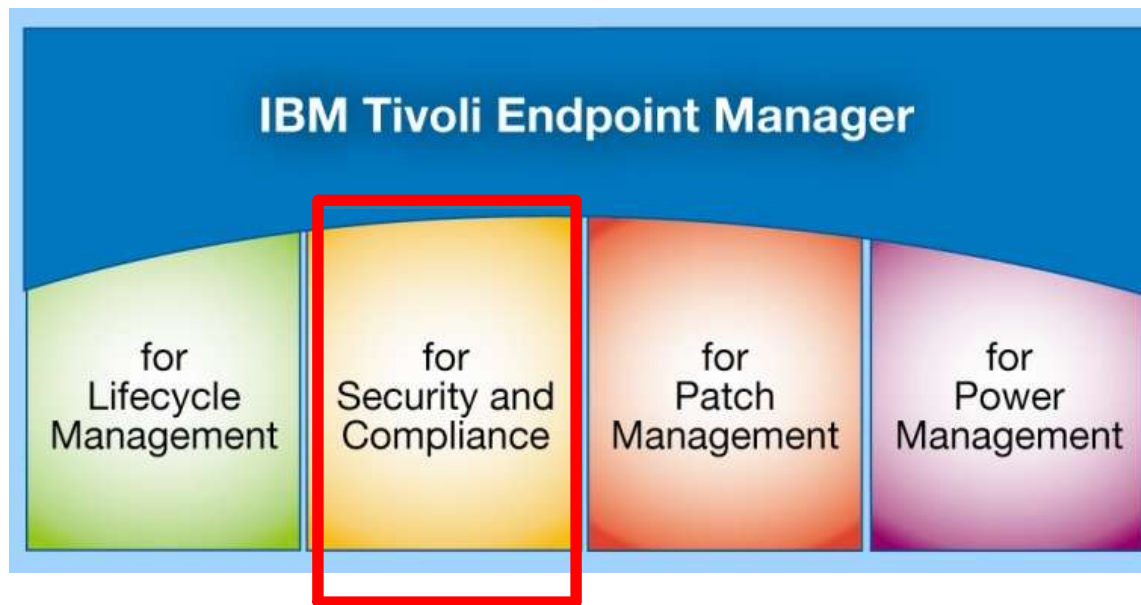 IBM Tivoli Endpoint Manager
for
Lifecycle
Management
for
Security and
Compliance
for
Patch
Management
for
Power
Management